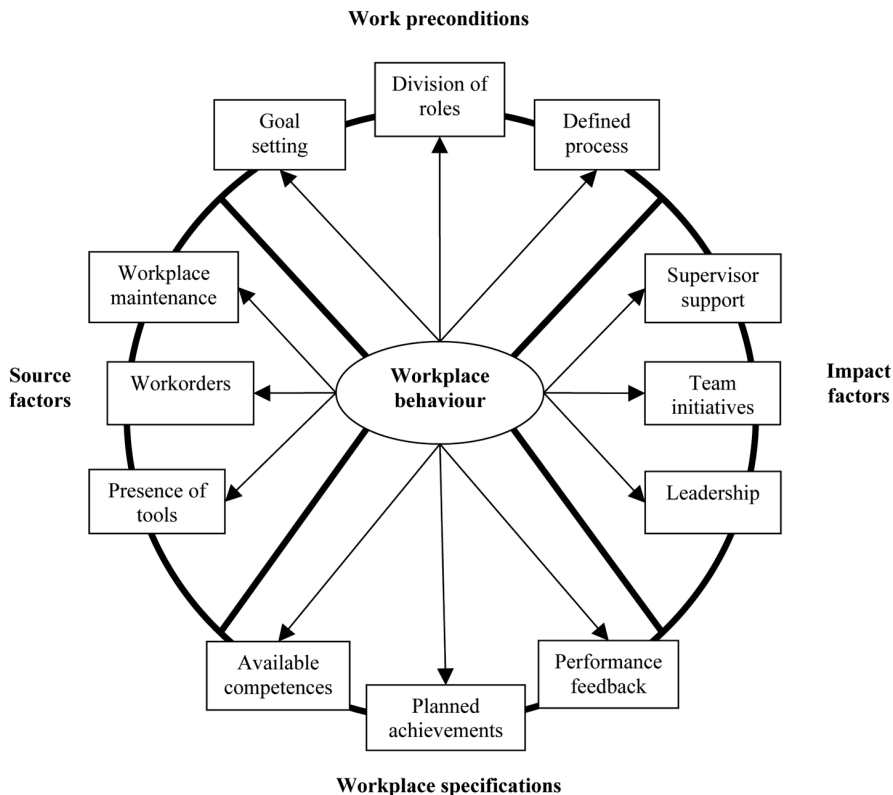 Work preconditions
Division of
roles
Goal
setting
Defined
process
Workplace
maintenance
Supervisor
support
Source
factors
Workorders
Workplace
behaviour
Team
initiatives
Impact
factors
Presence of
tools
Leadership
Available
competences
Performance
feedback
Planned
achievements
Workplace specifications